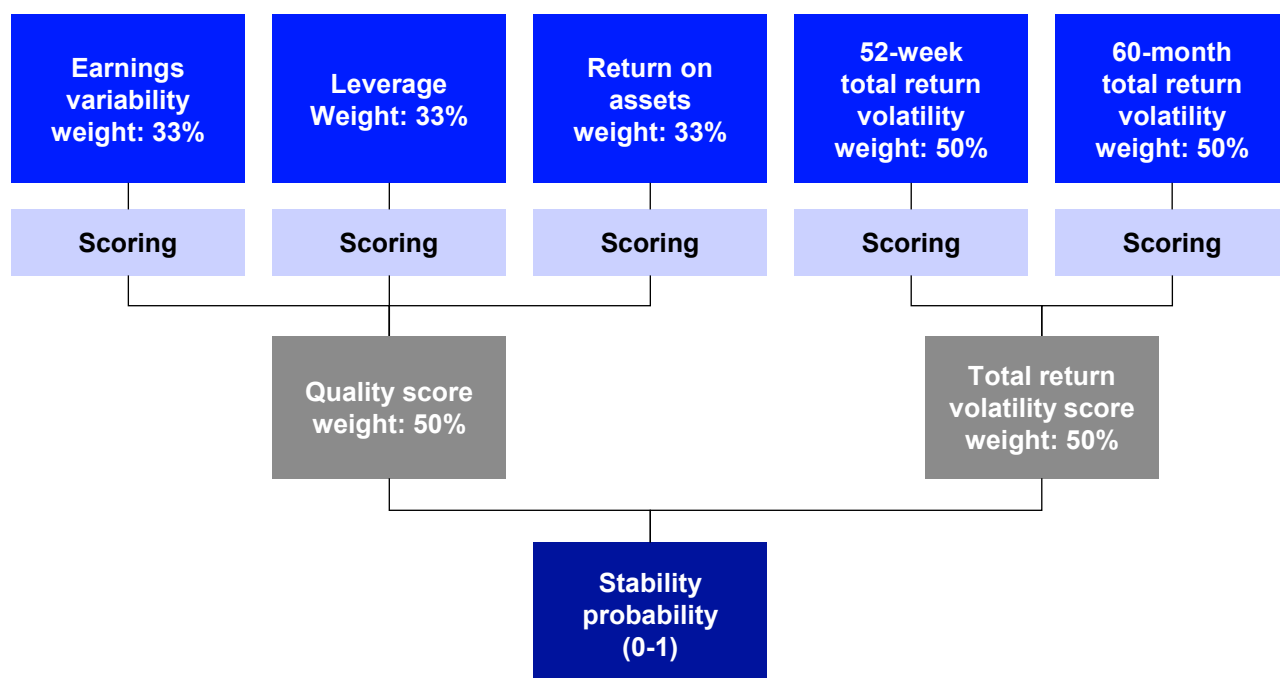 Earnings
variability
weight: 33%
Leverage
Weight: 33%
Return on
assets
weight: 33%
52-week
total return
volatility
weight: 50%
60-month
total return
volatility
weight: 50%
Scoring
Scoring
Scoring
Scoring
Scoring
Quality score
weight: 50%
Total return
volatility score
weight: 50%
Stability
probability
(0-1)